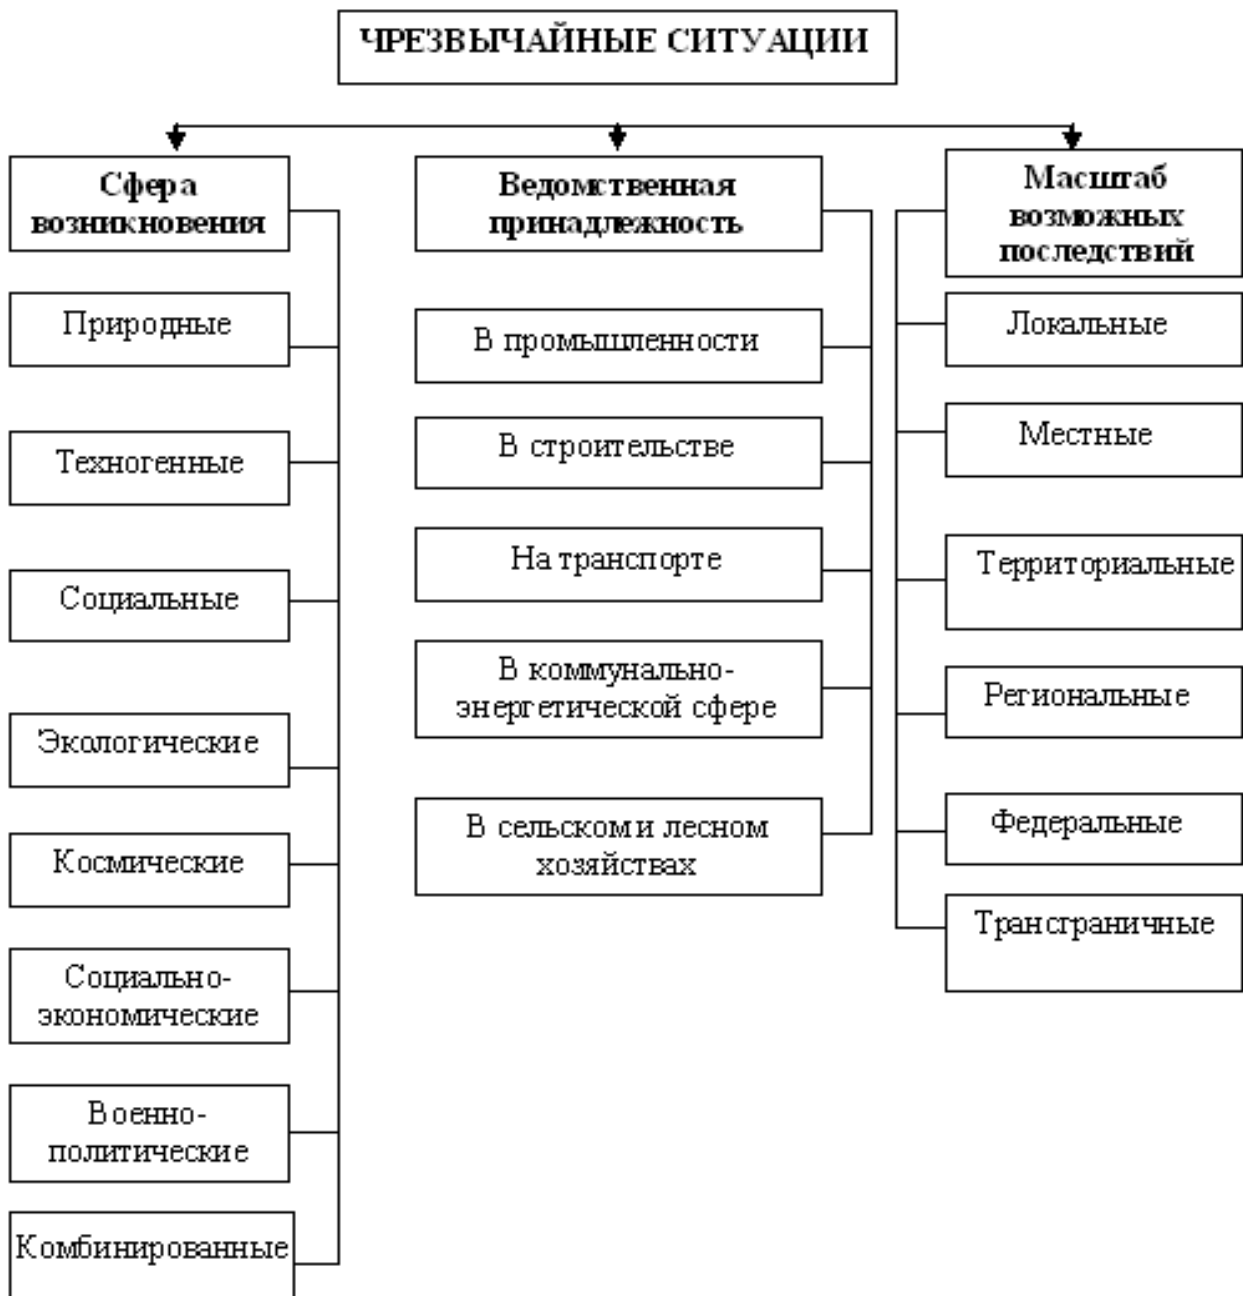 ЧРЕЗВЫЧАЙНЫЕ СИТУАЦИИ
Сфера
возникновения
Природные
Техногенные
Социальные
Экологические
Космические
Социально-
экономические
Военно-
политические
Комбинированные
Ведомственная
принадлежность
В промышленности
В строительстве
На транспорте
В коммунально-
энергетической сфере
В сельском и лесном
хозяйствах
Масштаб
возможных
последствий
Локальные
Местные
Территориальные
Региональные
Федеральные
Трансграничные